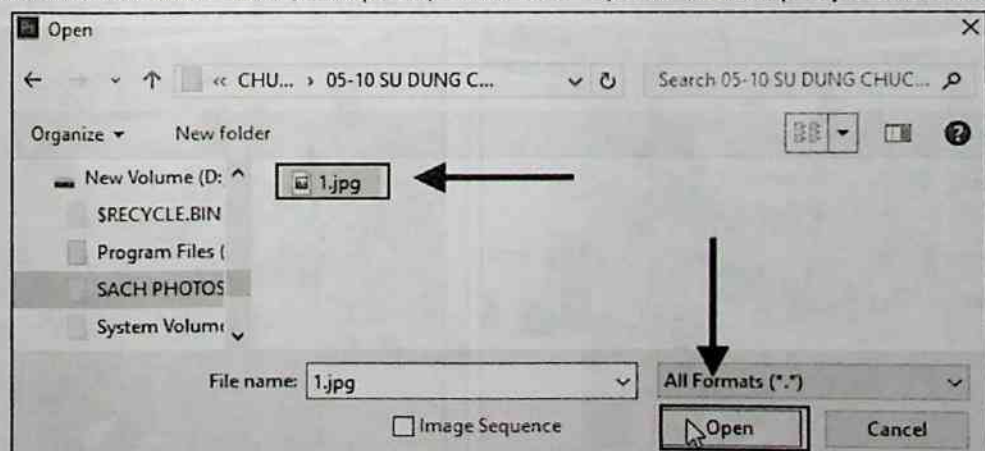 Open
« CHU... › 05-10 SU DUNG C...
Search 05-10 SU DUNG CHUC...
Organize
New folder
New Volume (D:
1.jpg
$RECYCLE.BIN
Program Files (
SACH PHOTOS
System Volume
File name:
1.jpg
All Formats (*.*)
Image Sequence
Open
Cancel